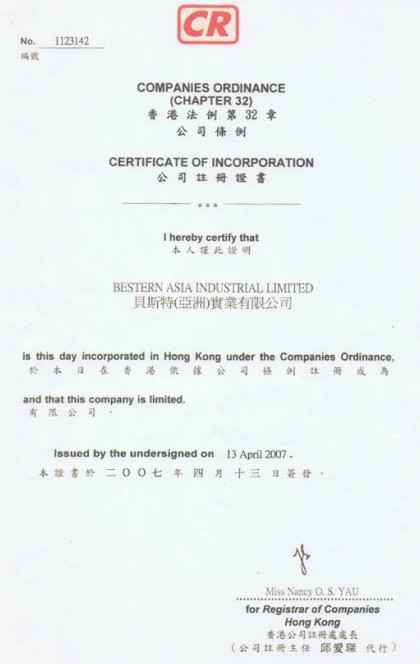 CR
No. 1123142
編號
COMPANIES ORDINANCE
(CHAPTER 32)
香港法例第32章
公司條例
CERTIFICATE OF INCORPORATION
公司註冊證書
***
I hereby certify that
本人謹此證明
BESTERN ASIA INDUSTRIAL LIMITED
貝斯特(亞洲)實業有限公司
is this day incorporated in Hong Kong under the Companies Ordinance,
於本日在香港依據公司條例註冊成為
and that this company is limited.
有限公司。
Issued by the undersigned on 13 April 2007.
本證書於二〇〇七年四月十三日簽發。
Miss Nancy O. S. YAU
for Registrar of Companies
Hong Kong
香港公司註冊處處長
(公司註冊主任 邱愛琛 代行)